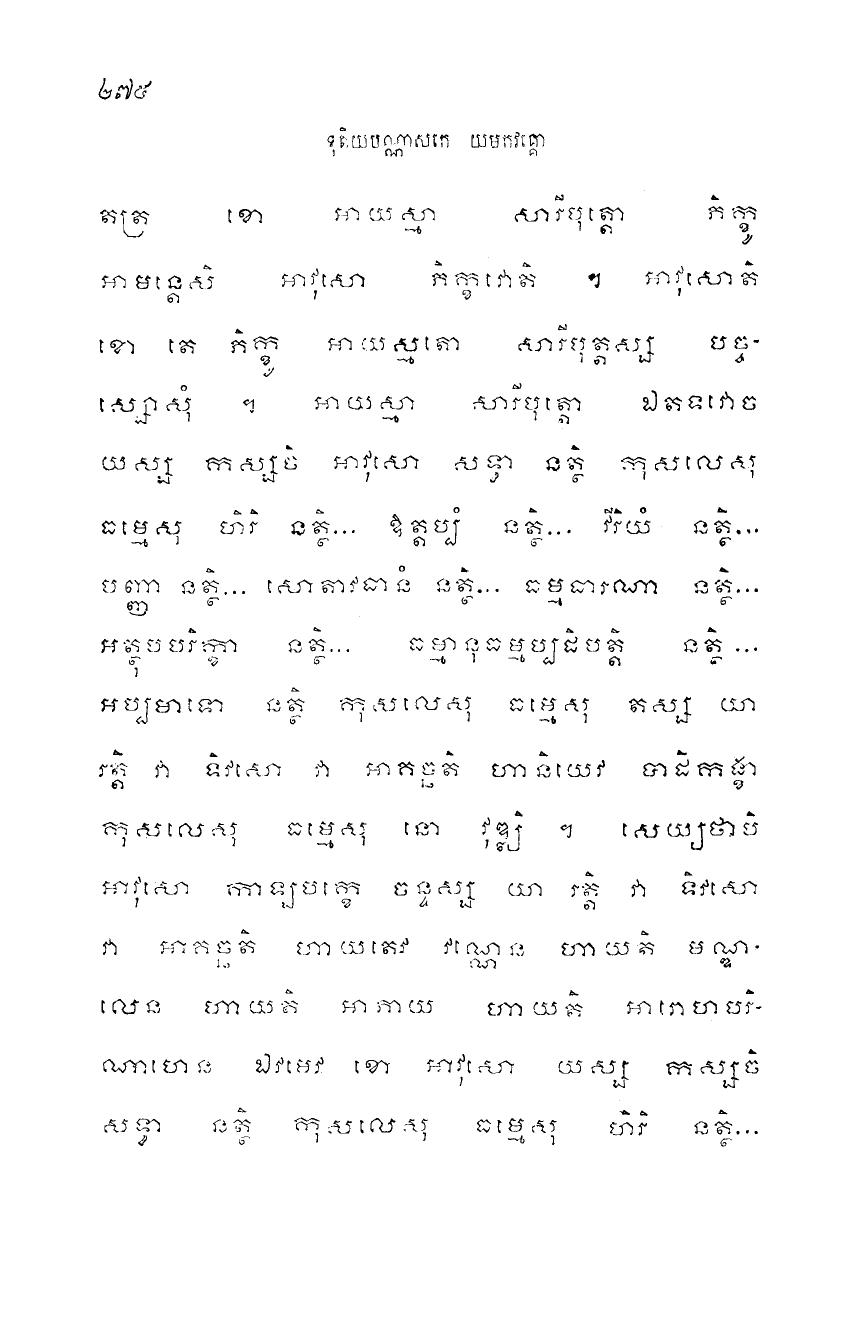 ២៧៥
ទុតិយបណ្ណាសកេ យមកវគ្គោ
តត្រ ខោ អាយស្មា សារីបុត្តោ ភិក្ខូ
អាមន្តេសិ អាវុសោ ភិក្ខវោតិ ។ អាវុសោតិ
ខោ តេ ភិក្ខូ អាយស្មតោ សារីបុត្តស្ស បច្ច-
ស្សោសុំ ។ អាយស្មា សារីបុត្តោ ឯតទវោច
យស្ស កស្សចិ អាវុសោ សទ្ធា នត្ថិ កុសលេសុ
ធម្មេសុ ហិរិ នត្ថិ... ឱត្តប្បំ នត្ថិ... វីរិយំ នត្ថិ...
បញ្ញា នត្ថិ... សោតាវធានំ នត្ថិ... ធម្មធារណា នត្ថិ...
អត្ថុបបរិក្ខា នត្ថិ... ធម្មានុធម្មប្បដិបត្តិ នត្ថិ ...
អប្បមាទោ នត្ថិ កុសលេសុ ធម្មេសុ តស្ស យា
រត្តិ វា ទិវសោ វា អាគច្ឆតិ ហានិយេវ បាដិកង្ខា
កុសលេសុ ធម្មេសុ នោ វុឌ្ឍិ ។ សេយ្យថាបិ
អាវុសោ កាឡបក្ខេ ចន្ទស្ស យា រត្តិ វា ទិវសោ
វា អាគច្ឆតិ ហាយតេវ វណ្ណេន ហាយតិ មណ្ឌ-
លេន ហាយតិ អាភាយ ហាយតិ អារោហបរិ-
ណាហេន ឯវមេវ ខោ អាវុសោ យស្ស កស្សចិ
សទ្ធា នត្ថិ កុសលេសុ ធម្មេសុ ហិរិ នត្ថិ...